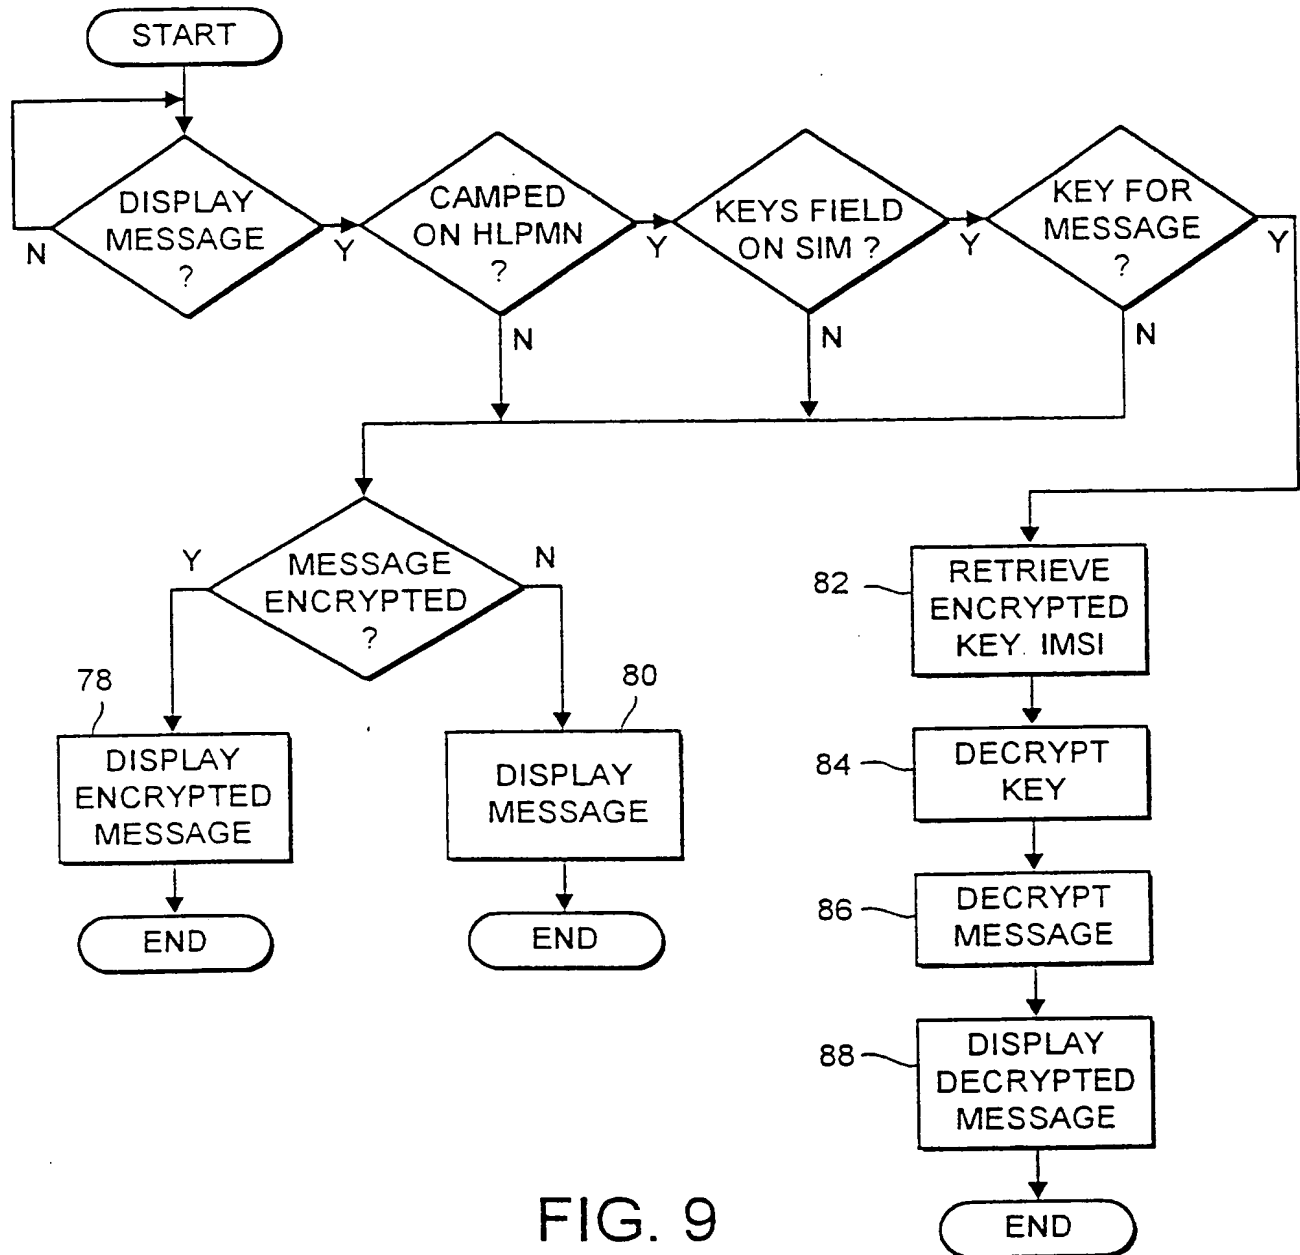 START
DISPLAY
MESSAGE
?
N
Y
CAMPED
ON HLPMN
?
Y
N
KEYS FIELD
ON SIM ?
Y
N
KEY FOR
MESSAGE
?
Y
N
MESSAGE
ENCRYPTED
?
Y
N
78
DISPLAY
ENCRYPTED
MESSAGE
END
80
DISPLAY
MESSAGE
END
82
RETRIEVE
ENCRYPTED
KEY. IMSI
84
DECRYPT
KEY
86
DECRYPT
MESSAGE
88
DISPLAY
DECRYPTED
MESSAGE
END
FIG. 9